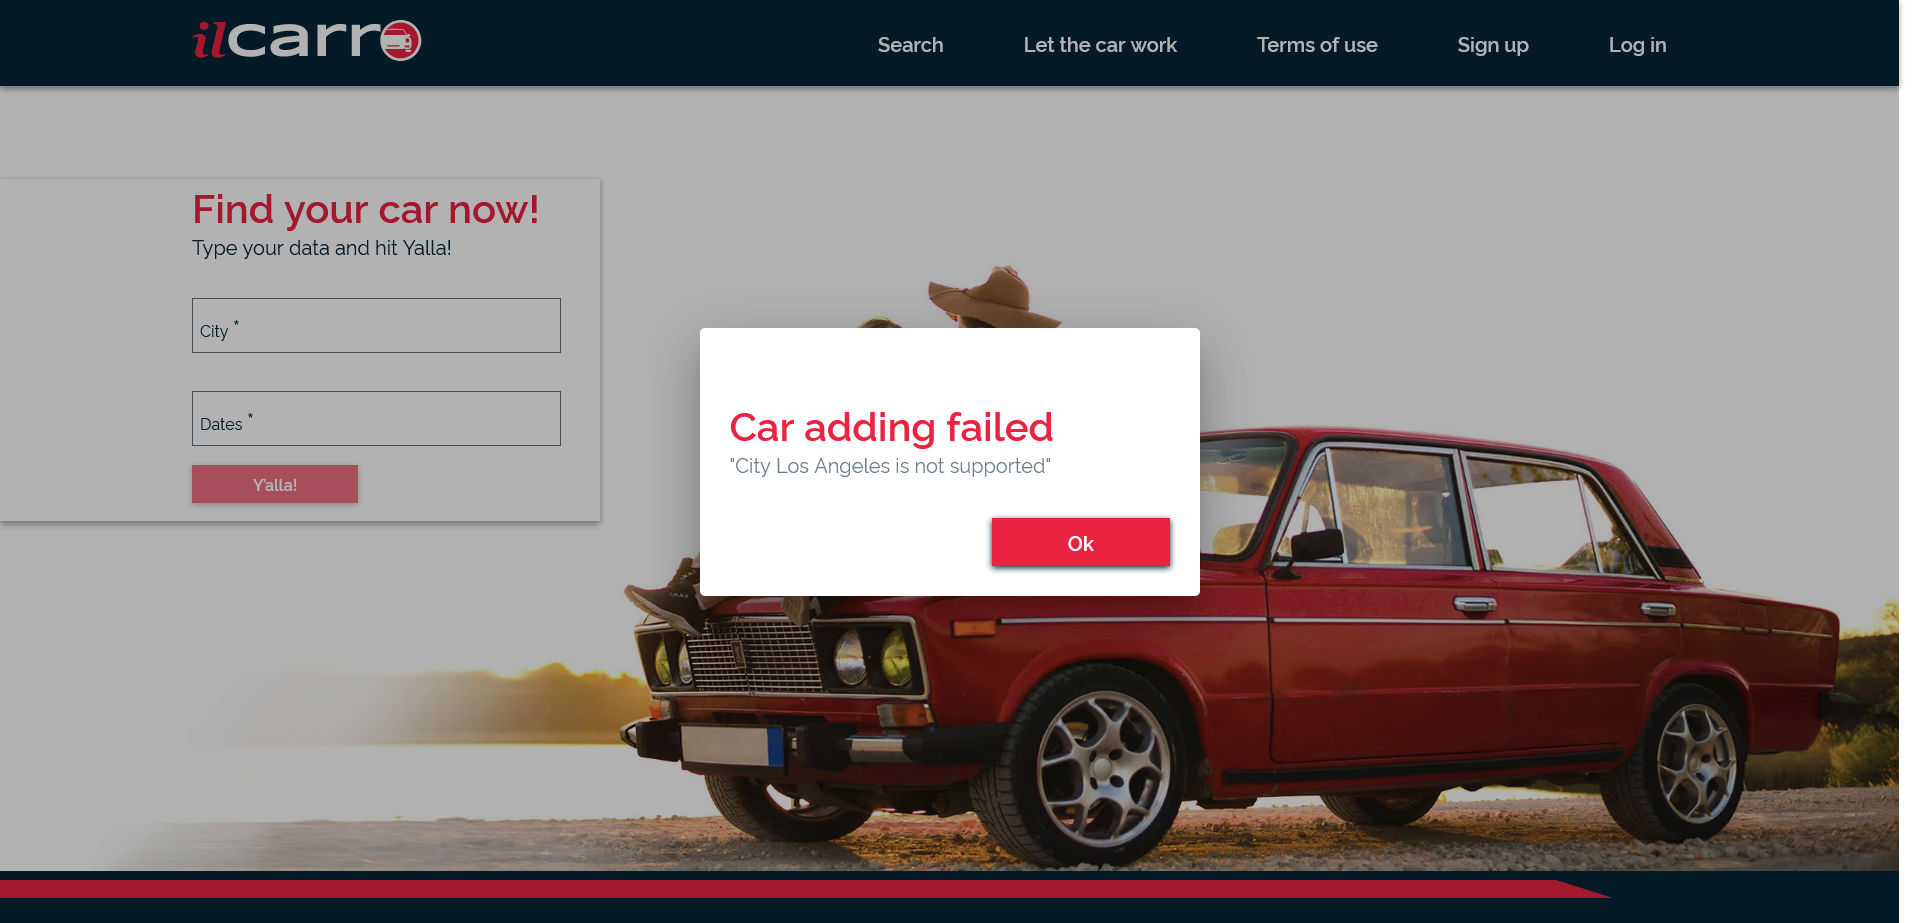 ilcarro
Search
Let the car work
Terms of use
Sign up
Log in
Find your car now!
Type your data and hit Yalla!
City *
Dates *
Y'alla!
Car adding failed
"City Los Angeles is not supported"
Ok